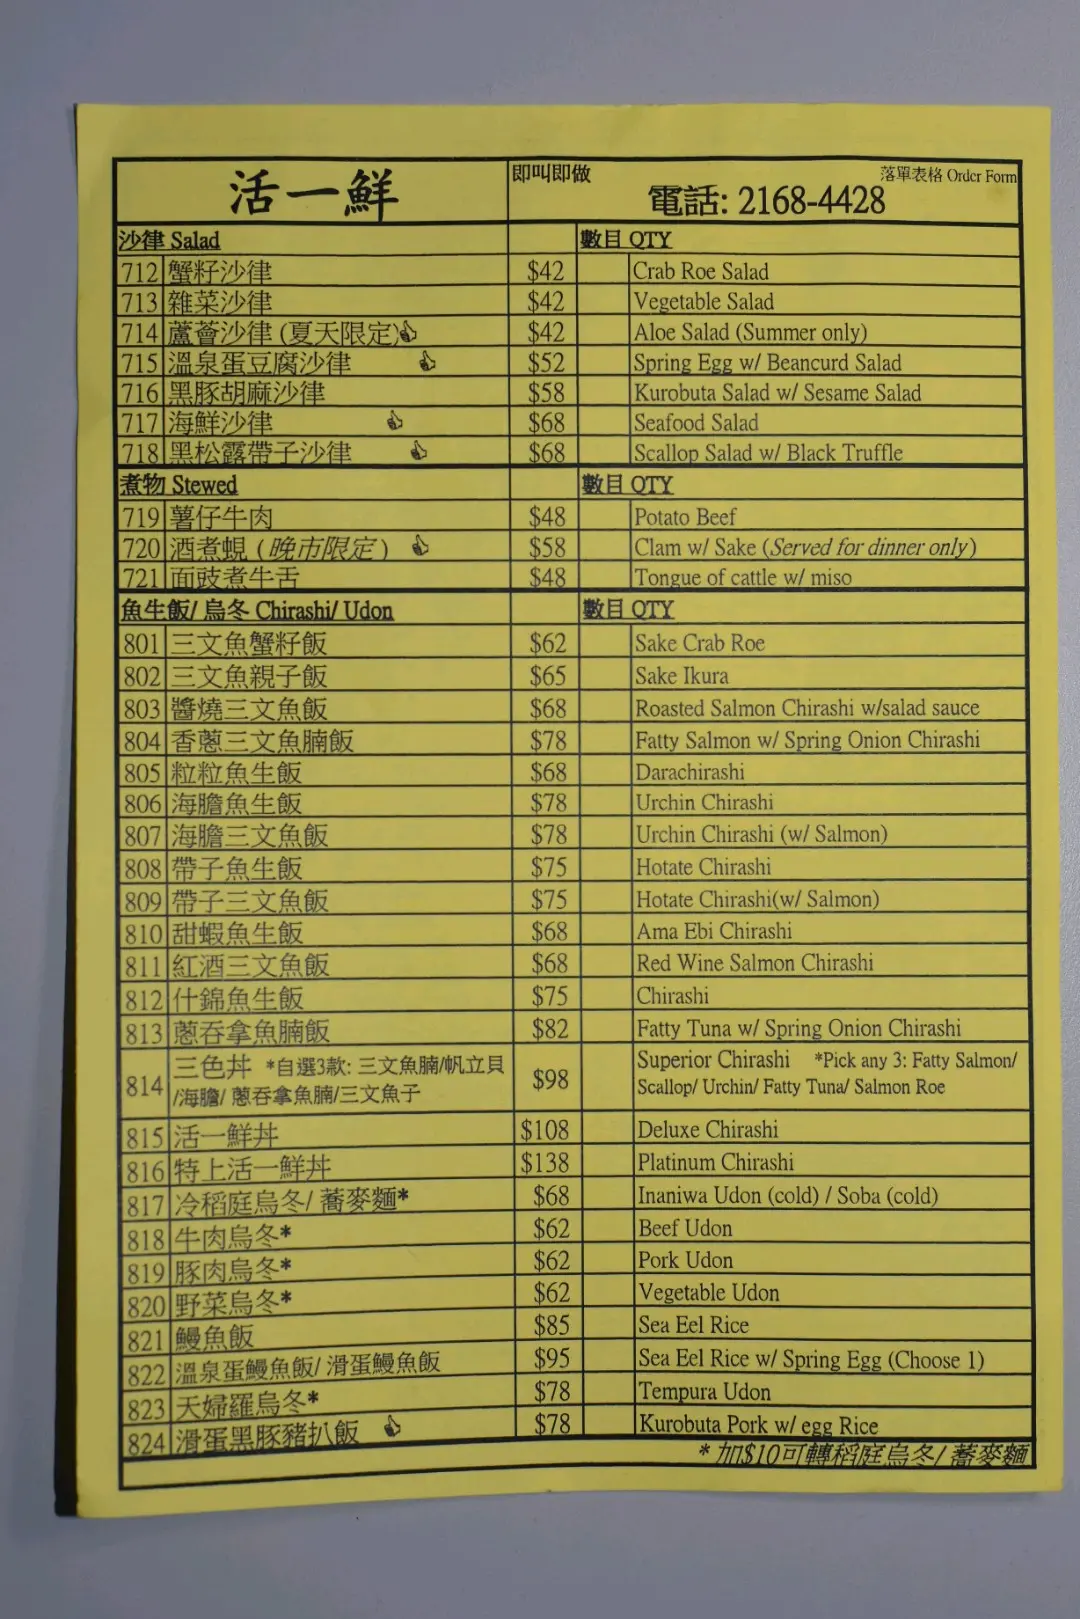 活一鮮
即叫即做 落單表格 Order Form
電話: 2168-4428
沙律 Salad 數目 QTY
712 蟹籽沙律 $42 Crab Roe Salad
713 雜菜沙律 $42 Vegetable Salad
714 蘆薈沙律 (夏天限定) $42 Aloe Salad (Summer only)
715 溫泉蛋豆腐沙律 $52 Spring Egg w/ Beancurd Salad
716 黑豚胡麻沙律 $58 Kurobuta Salad w/ Sesame Salad
717 海鮮沙律 $68 Seafood Salad
718 黑松露帶子沙律 $68 Scallop Salad w/ Black Truffle
煮物 Stewed 數目 QTY
719 薯仔牛肉 $48 Potato Beef
720 酒煮蜆 (晚市限定) $58 Clam w/ Sake (Served for dinner only)
721 面豉煮牛舌 $48 Tongue of cattle w/ miso
魚生飯/ 烏冬 Chirashi/ Udon 數目 QTY
801 三文魚蟹籽飯 $62 Sake Crab Roe
802 三文魚親子飯 $65 Sake Ikura
803 醬燒三文魚飯 $68 Roasted Salmon Chirashi w/salad sauce
804 香蔥三文魚腩飯 $78 Fatty Salmon w/ Spring Onion Chirashi
805 粒粒魚生飯 $68 Darachirashi
806 海膽魚生飯 $78 Urchin Chirashi
807 海膽三文魚飯 $78 Urchin Chirashi (w/ Salmon)
808 帶子魚生飯 $75 Hotate Chirashi
809 帶子三文魚飯 $75 Hotate Chirashi(w/ Salmon)
810 甜蝦魚生飯 $68 Ama Ebi Chirashi
811 紅酒三文魚飯 $68 Red Wine Salmon Chirashi
812 什錦魚生飯 $75 Chirashi
813 蔥吞拿魚腩飯 $82 Fatty Tuna w/ Spring Onion Chirashi
814 三色丼 *自選3款: 三文魚腩/帆立貝 $98 Superior Chirashi *Pick any 3: Fatty Salmon/
/海膽/ 蔥吞拿魚腩/三文魚子 Scallop/ Urchin/ Fatty Tuna/ Salmon Roe
815 活一鮮丼 $108 Deluxe Chirashi
816 特上活一鮮丼 $138 Platinum Chirashi
817 冷稻庭烏冬/ 蕎麥麵* $68 Inaniwa Udon (cold) / Soba (cold)
818 牛肉烏冬* $62 Beef Udon
819 豚肉烏冬* $62 Pork Udon
820 野菜烏冬* $62 Vegetable Udon
821 鰻魚飯 $85 Sea Eel Rice
822 溫泉蛋鰻魚飯/ 滑蛋鰻魚飯 $95 Sea Eel Rice w/ Spring Egg (Choose 1)
823 天婦羅烏冬* $78 Tempura Udon
824 滑蛋黑豚豬扒飯 $78 Kurobuta Pork w/ egg Rice
* 加$10可轉稻庭烏冬/ 蕎麥麵